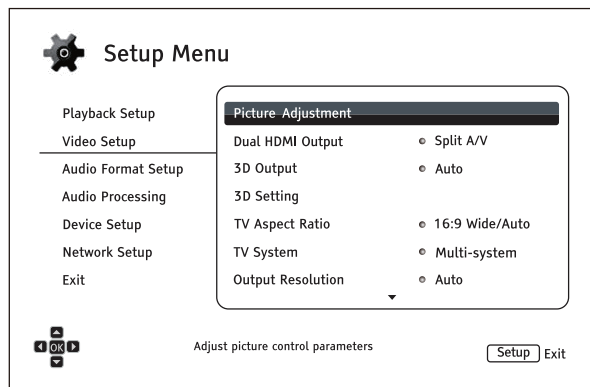 Setup Menu
Playback Setup
Video Setup
Audio Format Setup
Audio Processing
Device Setup
Network Setup
Exit
Picture Adjustment
Dual HDMI Output Split A/V
3D Output Auto
3D Setting
TV Aspect Ratio 16:9 Wide/Auto
TV System Multi-system
Output Resolution Auto
OK
Adjust picture control parameters
Setup Exit